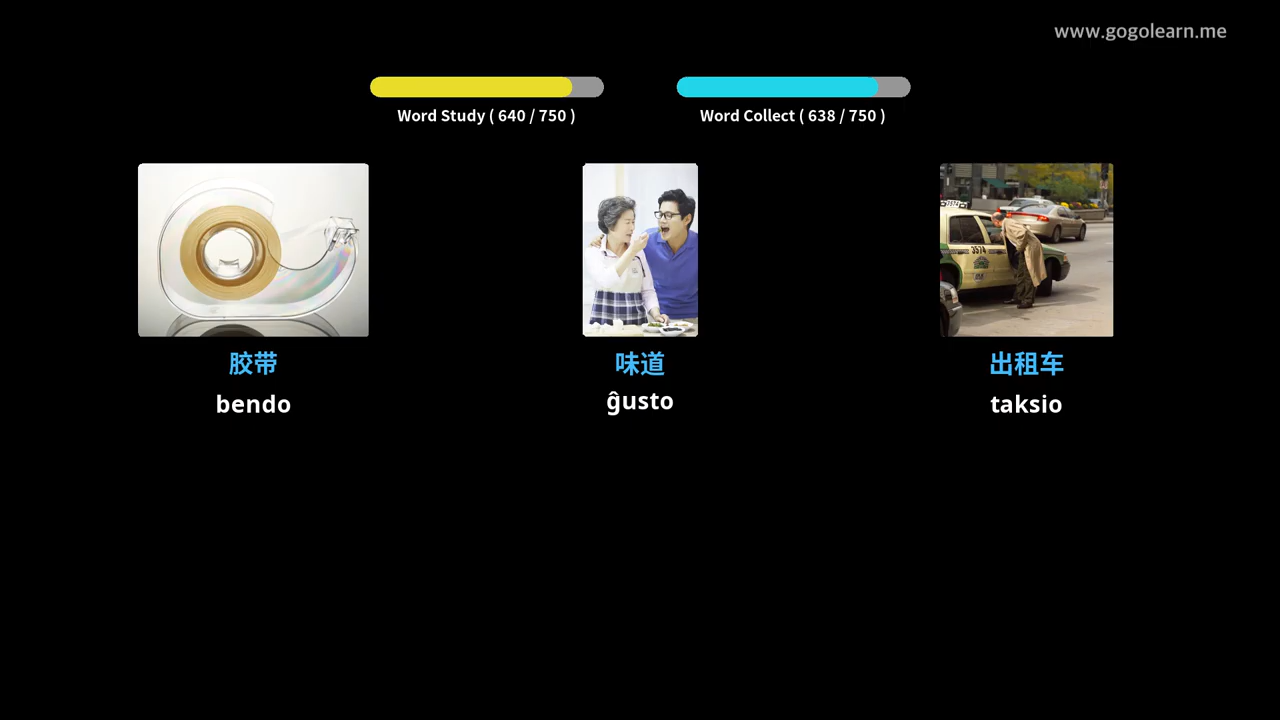 www.gogolearn.me
Word Study ( 640 / 750 )
Word Collect ( 638 / 750 )
3574
胶带
味道
出租车
bendo
ĝusto
taksio